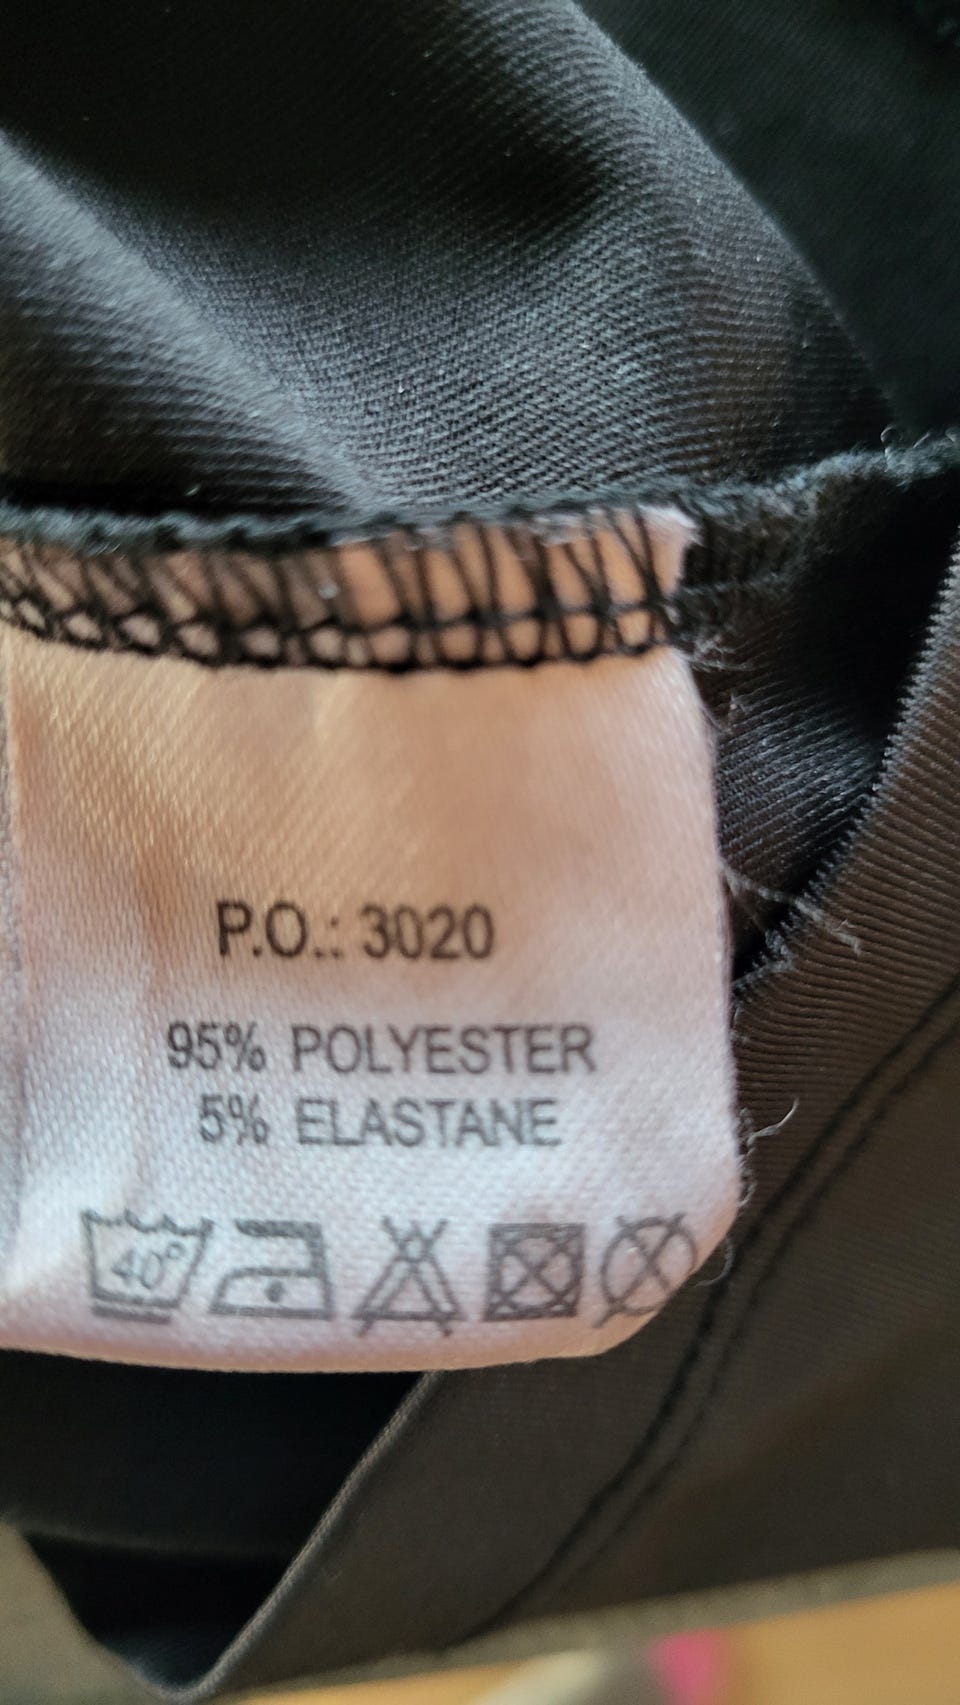 P.O.: 3020
95% POLYESTER
5% ELASTANE
40°